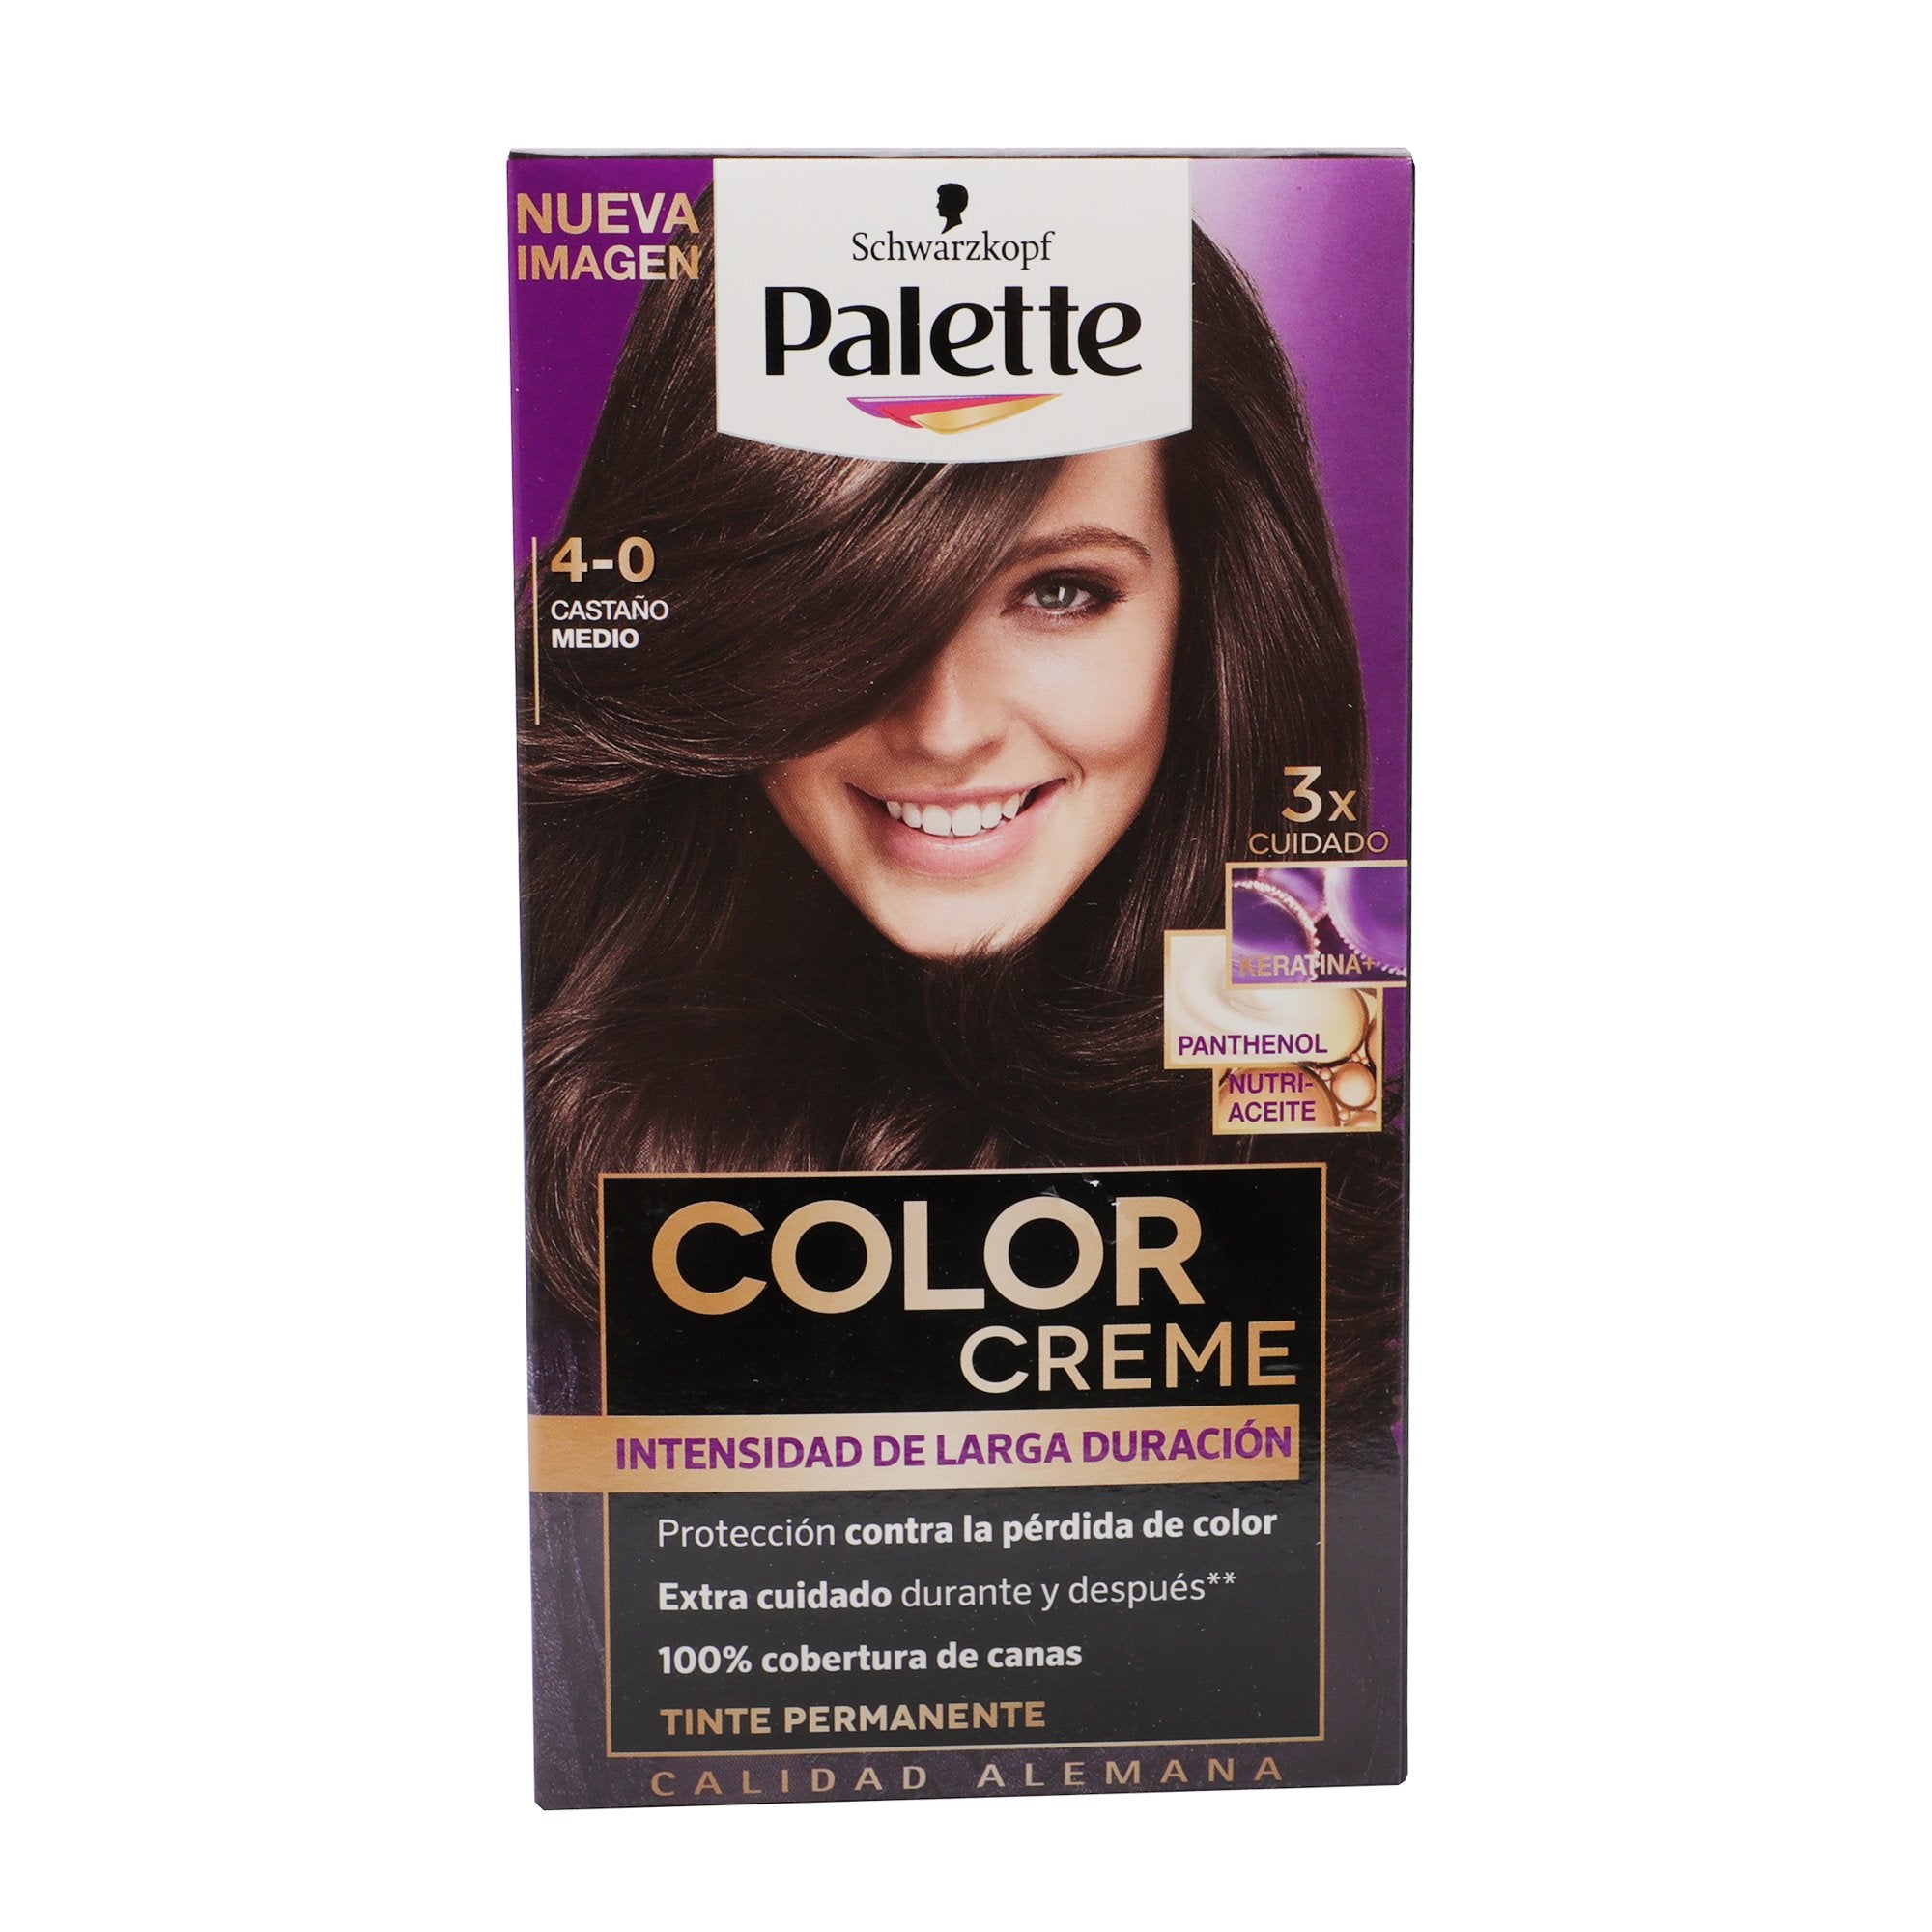 NUEVA
IMAGEN
Schwarzkopf
Palette
4-0
CASTAÑO
MEDIO
3x
CUIDADO
KERATINA+
PANTHENOL
NUTRI-
ACEITE
COLOR
CREME
INTENSIDAD DE LARGA DURACIÓN
Protección contra la pérdida de color
Extra cuidado durante y después**
100% cobertura de canas
TINTE PERMANENTE
CALIDAD ALEMANA